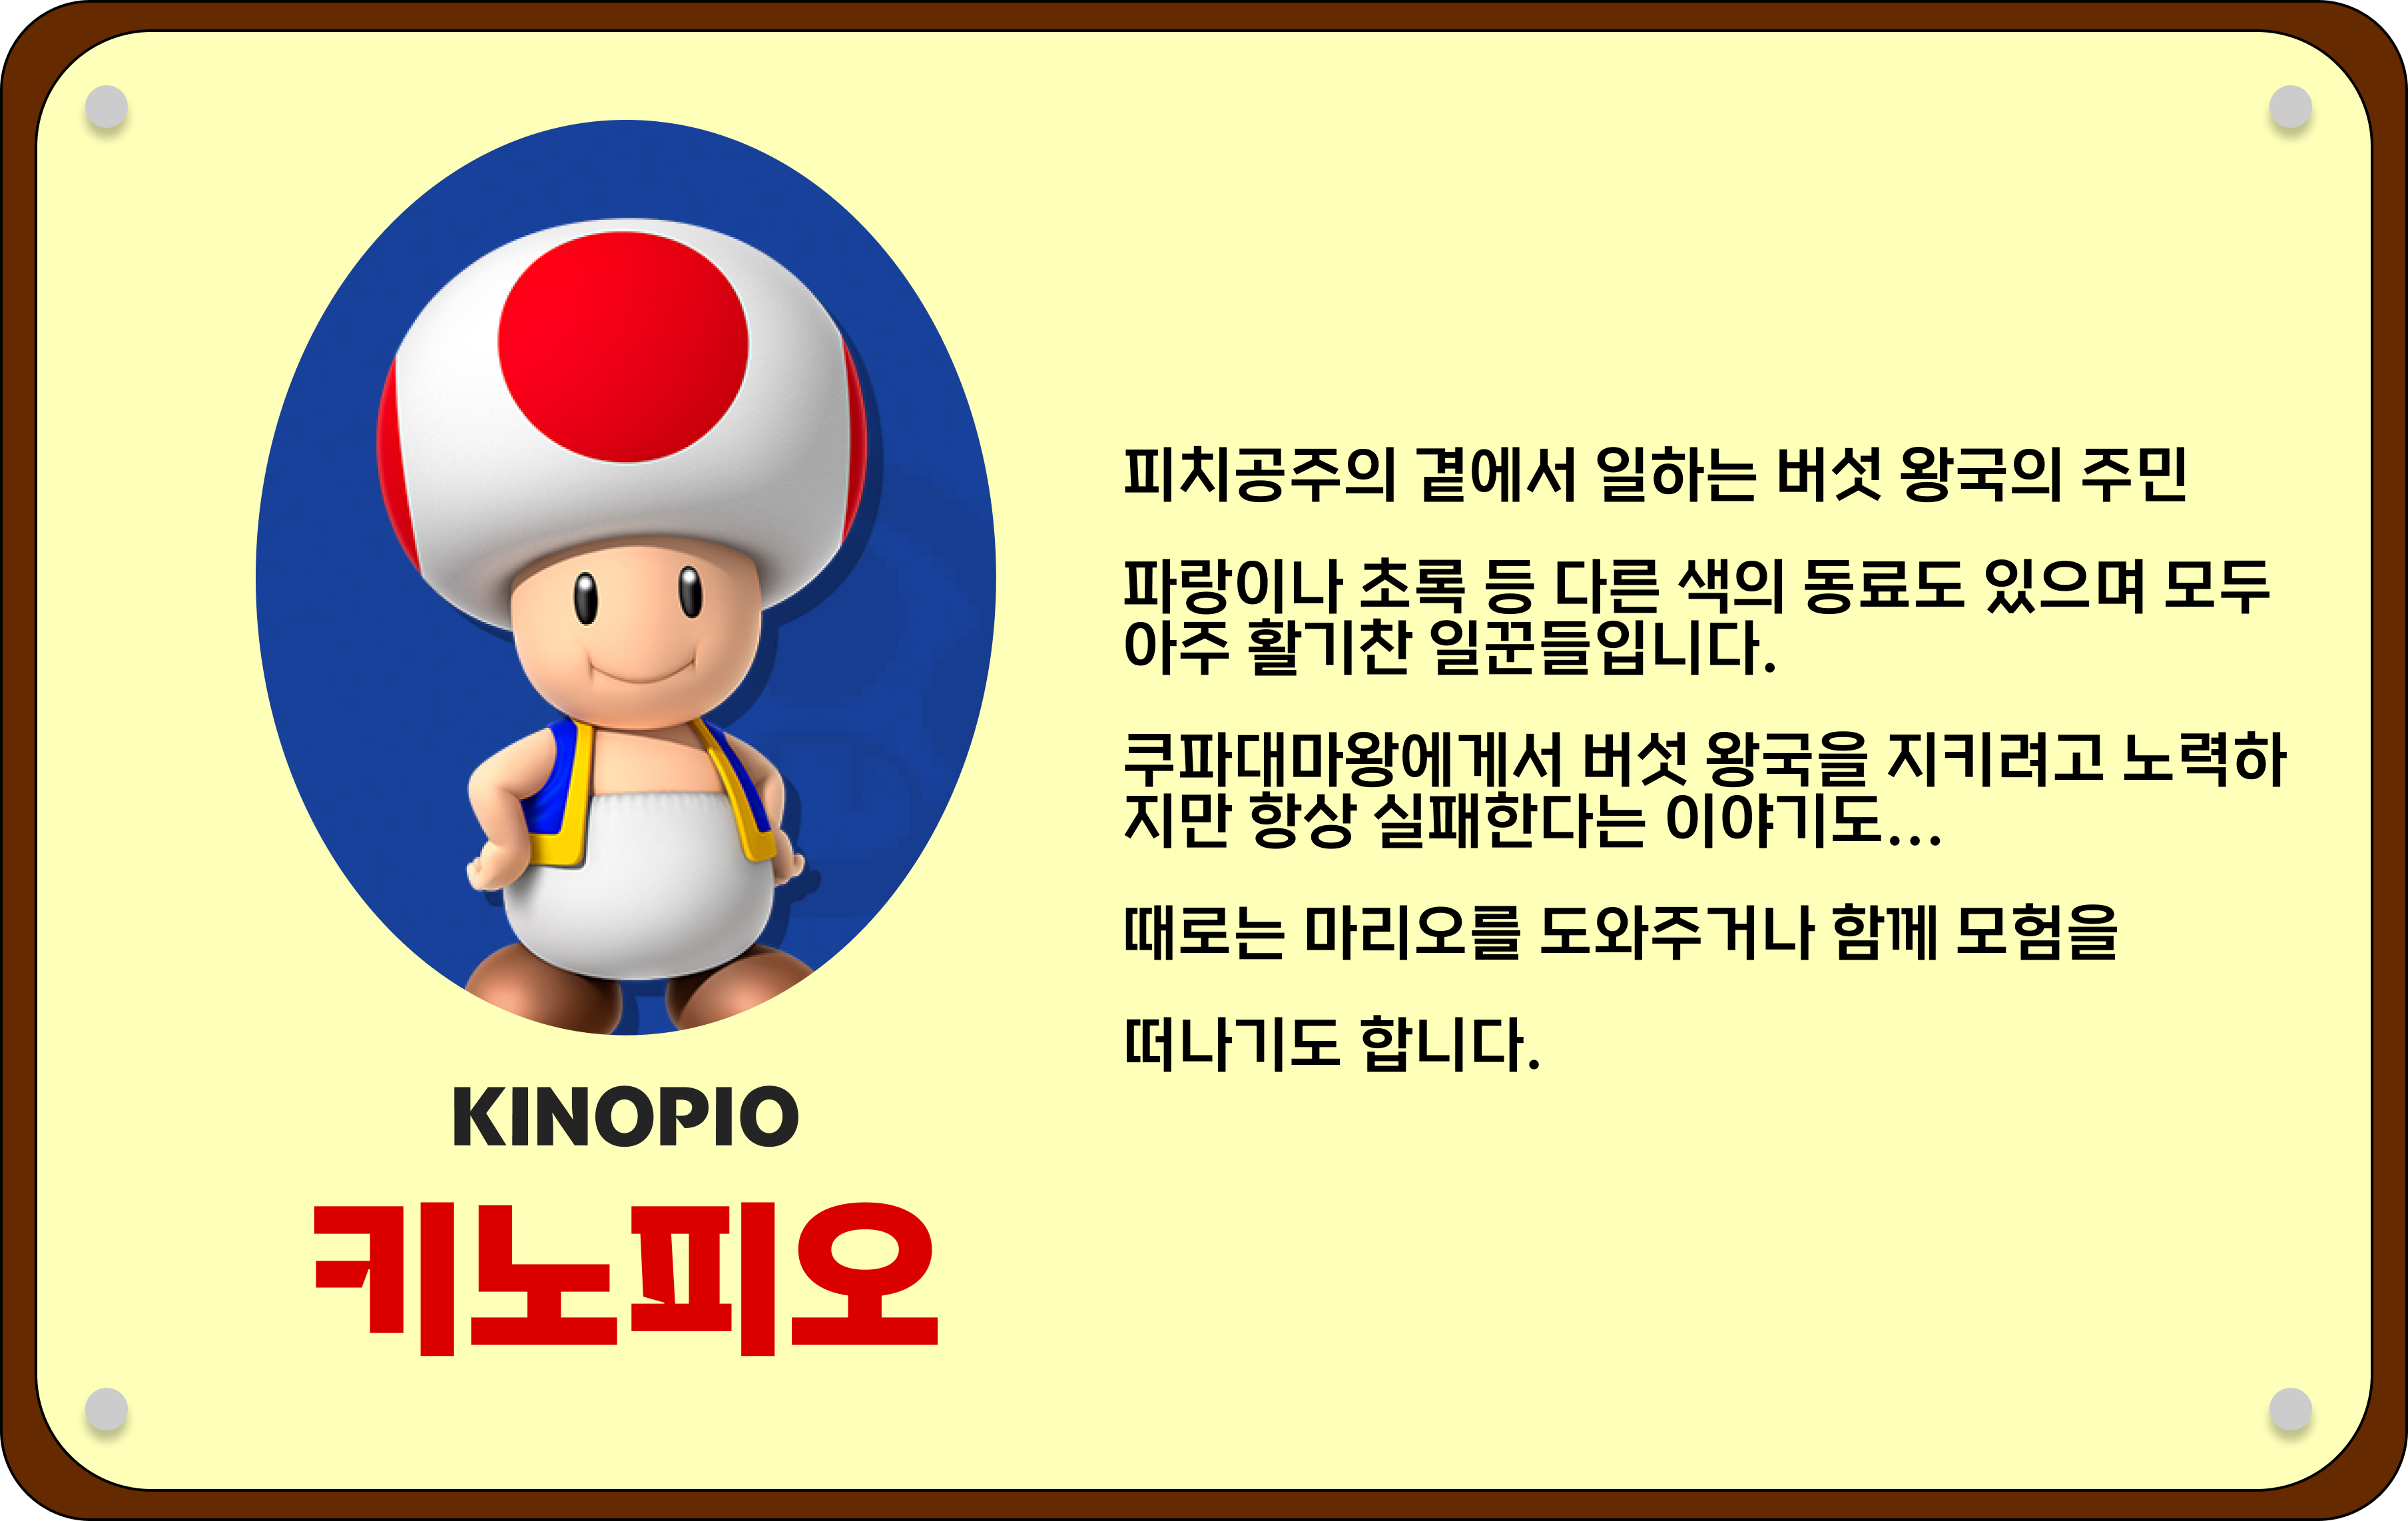 피치공주의 곁에서 일하는 버섯 왕국의 주민
파랑이나 초록 등 다른 색의 동료도 있으며 모두
아주 활기찬 일꾼들입니다.
쿠파대마왕에게서 버섯 왕국을 지키려고 노력하
지만 항상 실패한다는 이야기도...
때로는 마리오를 도와주거나 함께 모험을
떠나기도 합니다.
KINOPIO
키노피오